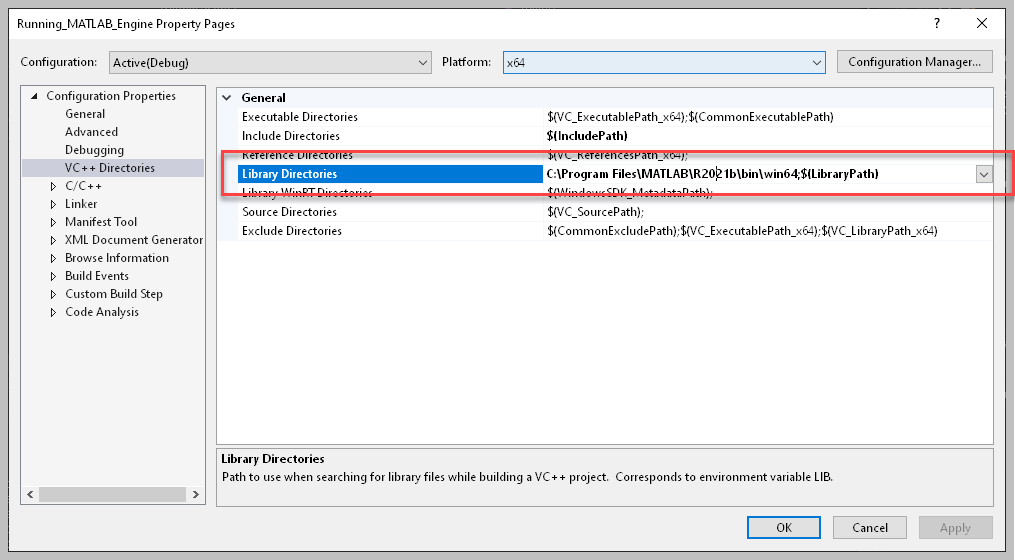 Running_MATLAB_Engine Property Pages
? ×
Configuration: Active(Debug) Platform: x64 Configuration Manager...
Configuration Properties
General
Advanced
Debugging
VC++ Directories
C/C++
Linker
Manifest Tool
XML Document Generator
Browse Information
Build Events
Custom Build Step
Code Analysis
General
Executable Directories $(VC_ExecutablePath_x64);$(CommonExecutablePath)
Include Directories $(IncludePath)
Reference Directories $(VC_ReferencesPath_x64);
Library Directories C:\Program Files\MATLAB\R2021b\bin\win64;$(LibraryPath)
Library WinRT Directories $(WindowsSDK_MetadataPath);
Source Directories $(VC_SourcePath);
Exclude Directories $(CommonExcludePath);$(VC_ExecutablePath_x64);$(VC_LibraryPath_x64)
Library Directories
Path to use when searching for library files while building a VC++ project. Corresponds to environment variable LIB.
OK Cancel Apply